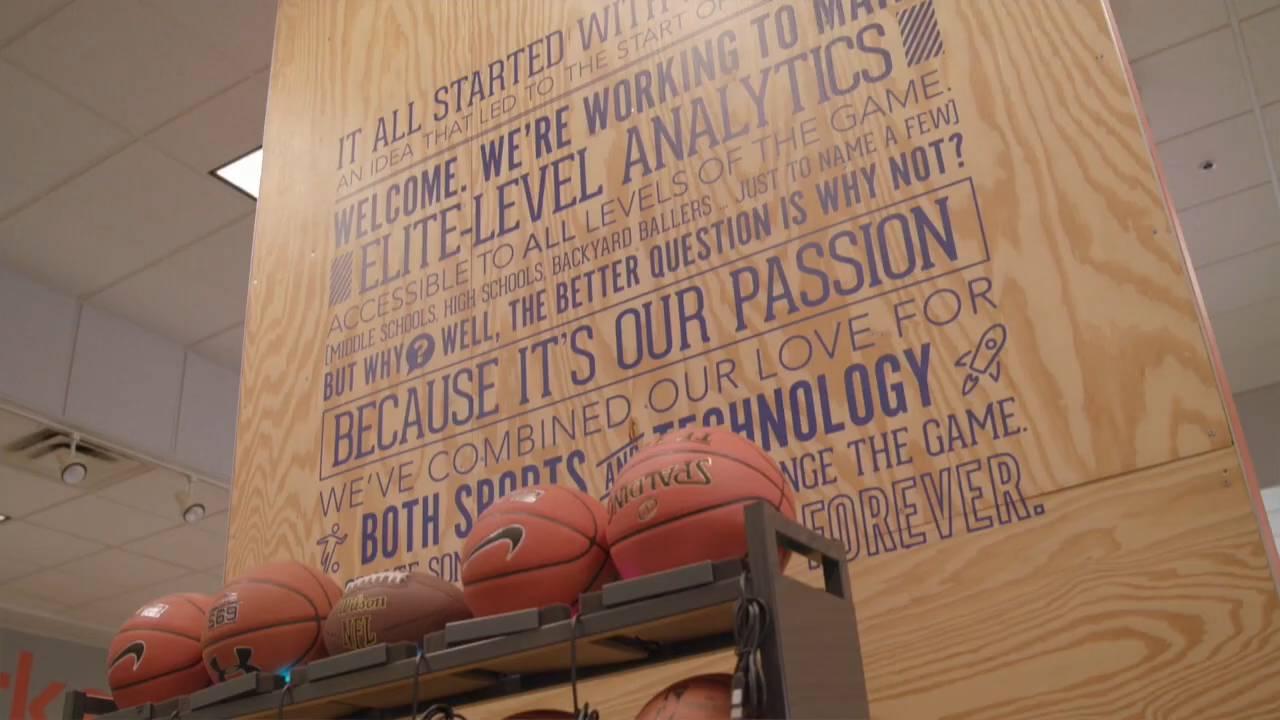 IT ALL STARTED WITH
AN IDEA THAT LED TO THE START OF
WELCOME. WE'RE WORKING TO
ELITE-LEVEL ANALYTICS
ACCESSIBLE TO ALL LEVELS OF THE GAME.
[MIDDLE SCHOOLS, HIGH SCHOOLS, BACKYARD BALLERS ... JUST TO NAME A FEW]
BUT WHY? WELL, THE BETTER QUESTION IS WHY NOT?
BECAUSE IT'S OUR PASSION
WE'VE COMBINED OUR LOVE FOR
BOTH SPORTS AND TECHNOLOGY
THE GAME.
FOREVER.
SPALDING
Wilson
NFL